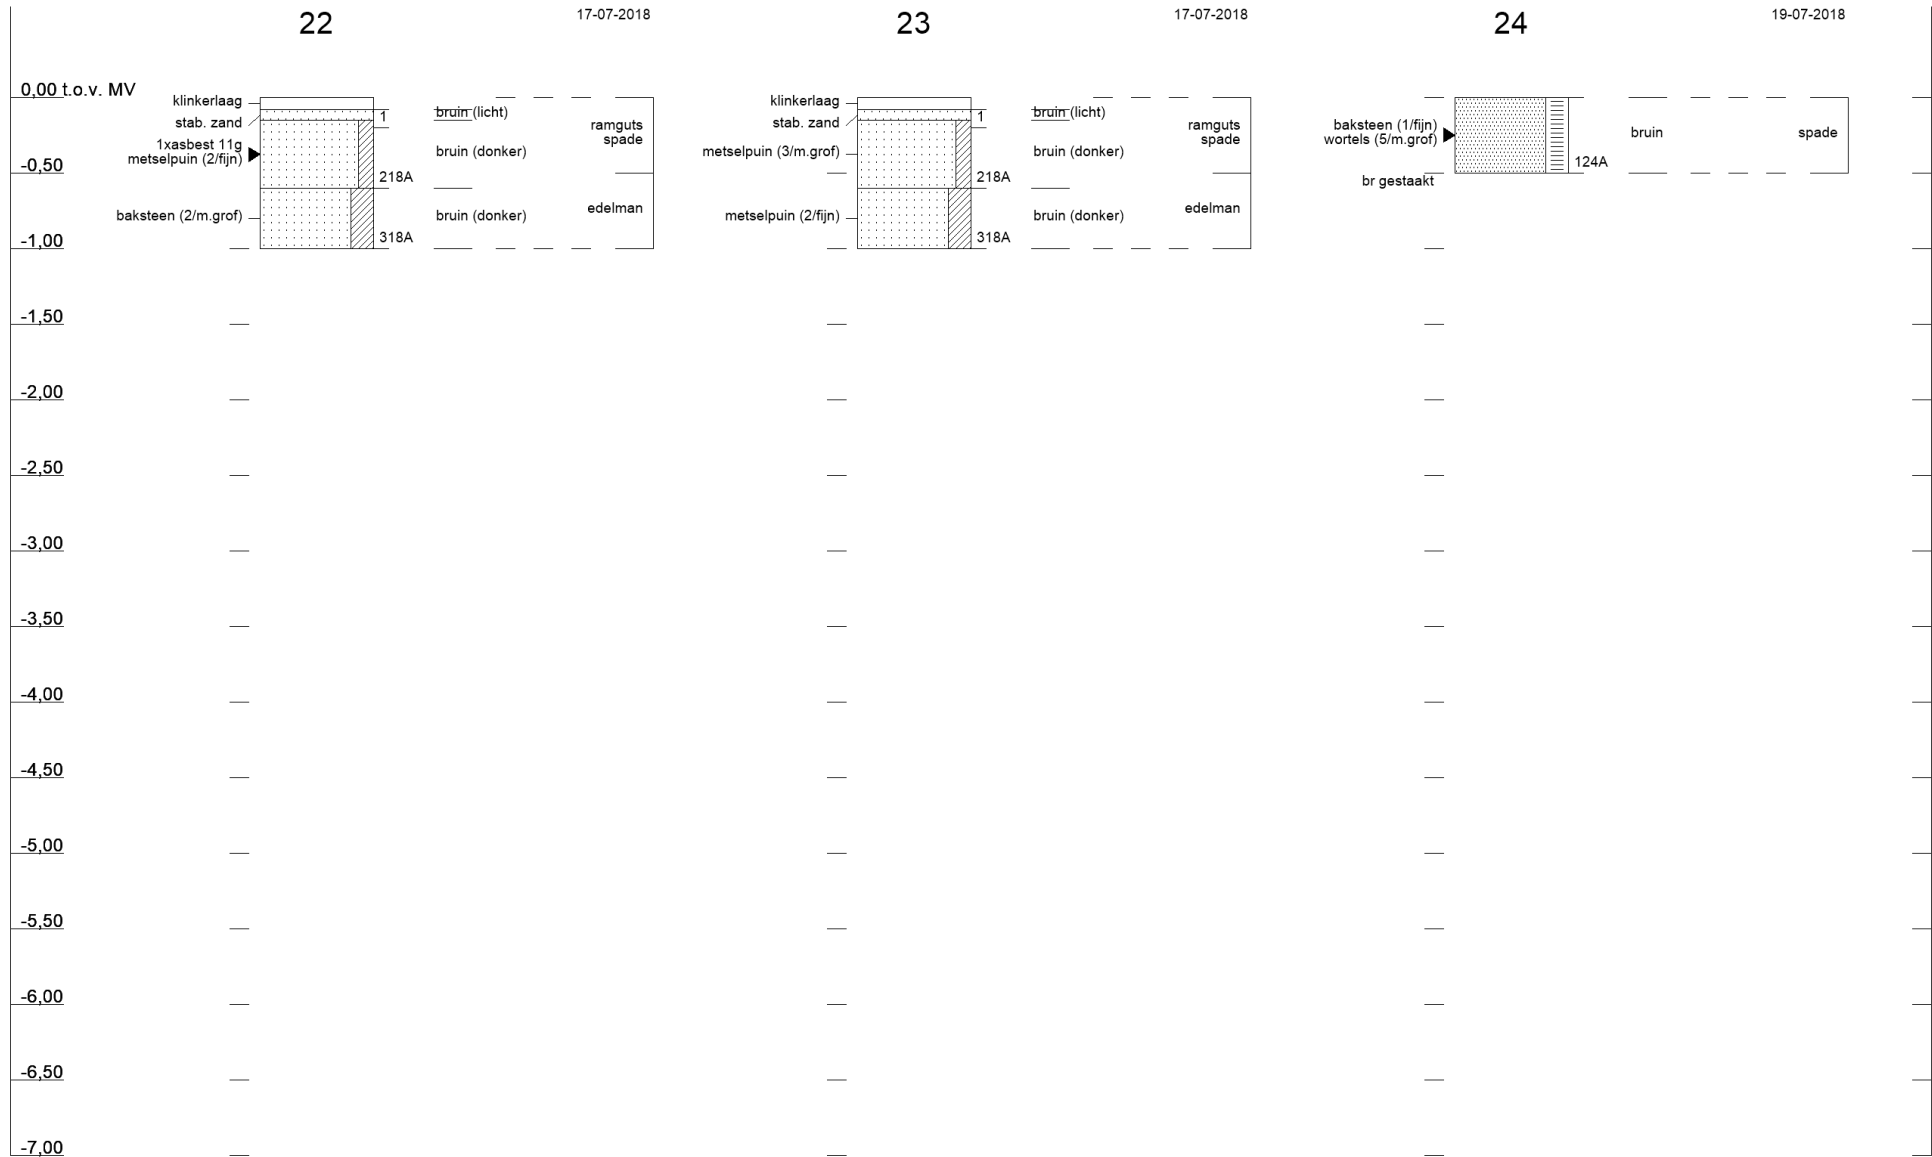 22
17-07-2018
23
17-07-2018
24
19-07-2018
0,00 t.o.v. MV
-0,50
-1,00
-1,50
-2,00
-2,50
-3,00
-3,50
-4,00
-4,50
-5,00
-5,50
-6,00
-6,50
-7,00
klinkerlaag
stab. zand
1xasbest 11g
metselpuin (2/fijn)
baksteen (2/m.grof)
1
218A
318A
bruin (licht)
bruin (donker)
bruin (donker)
ramguts
spade
edelman
klinkerlaag
stab. zand
metselpuin (3/m.grof)
metselpuin (2/fijn)
1
218A
318A
bruin (licht)
bruin (donker)
bruin (donker)
ramguts
spade
edelman
baksteen (1/fijn)
wortels (5/m.grof)
br gestaakt
124A
bruin
spade